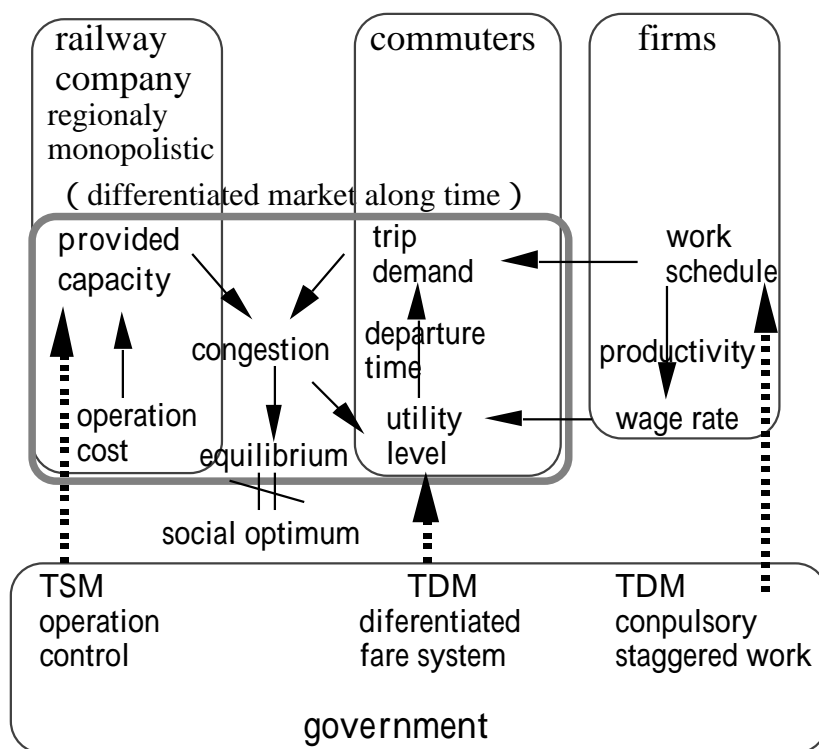 railway
company
regionaly
monopolistic
commuters
firms
( differentiated market along time )
provided
capacity
trip
demand
work
schedule
congestion
departure
time
productivity
operation
cost
equilibrium
utility
level
wage rate
social optimum
TSM
operation
control
TDM
diferentiated
fare system
TDM
conpulsory
staggered work
government